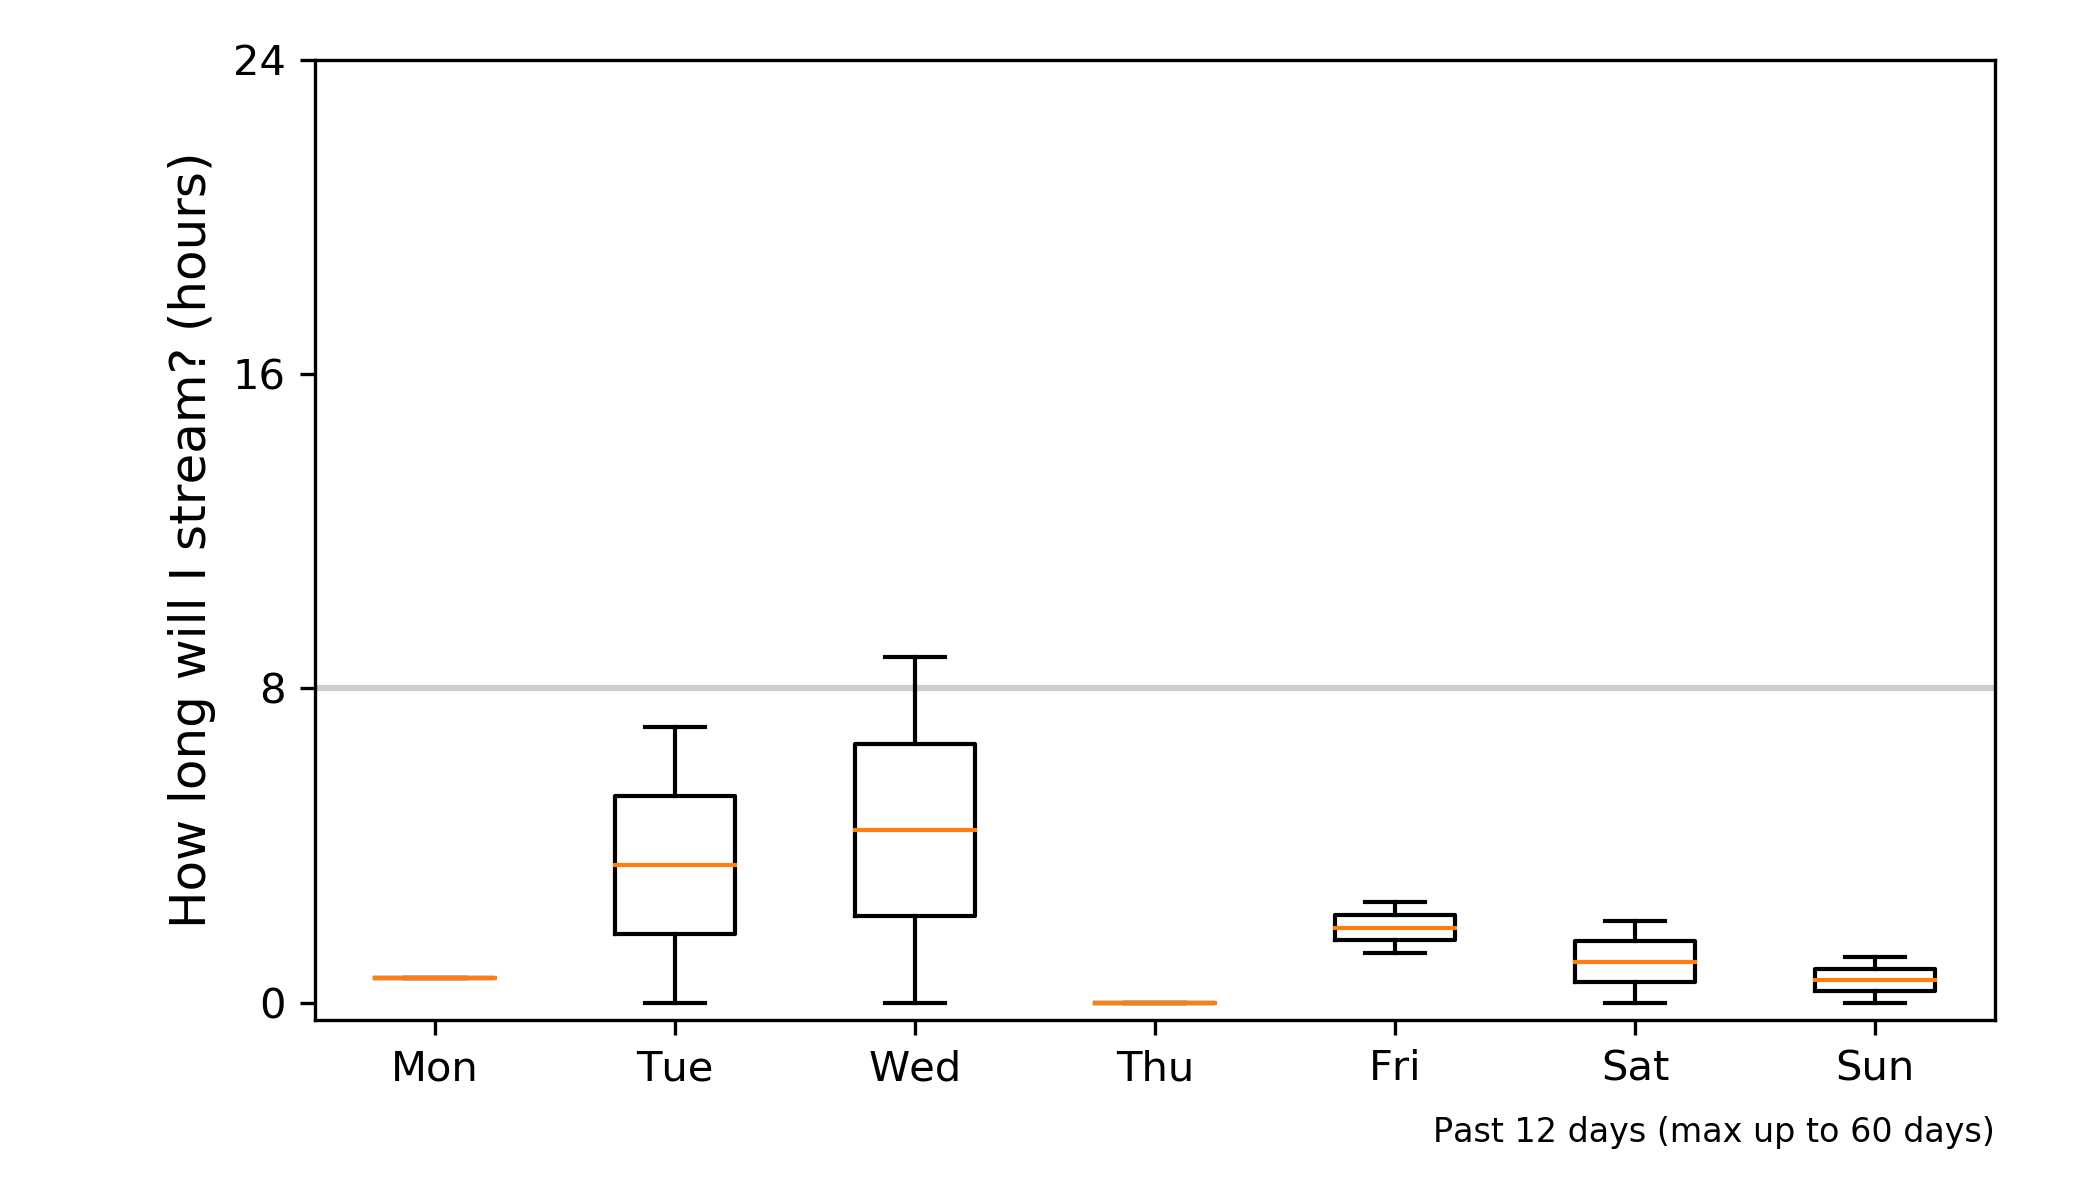 How long will I stream? (hours)
24
16
8
0
Mon Tue Wed Thu Fri Sat Sun
Past 12 days (max up to 60 days)